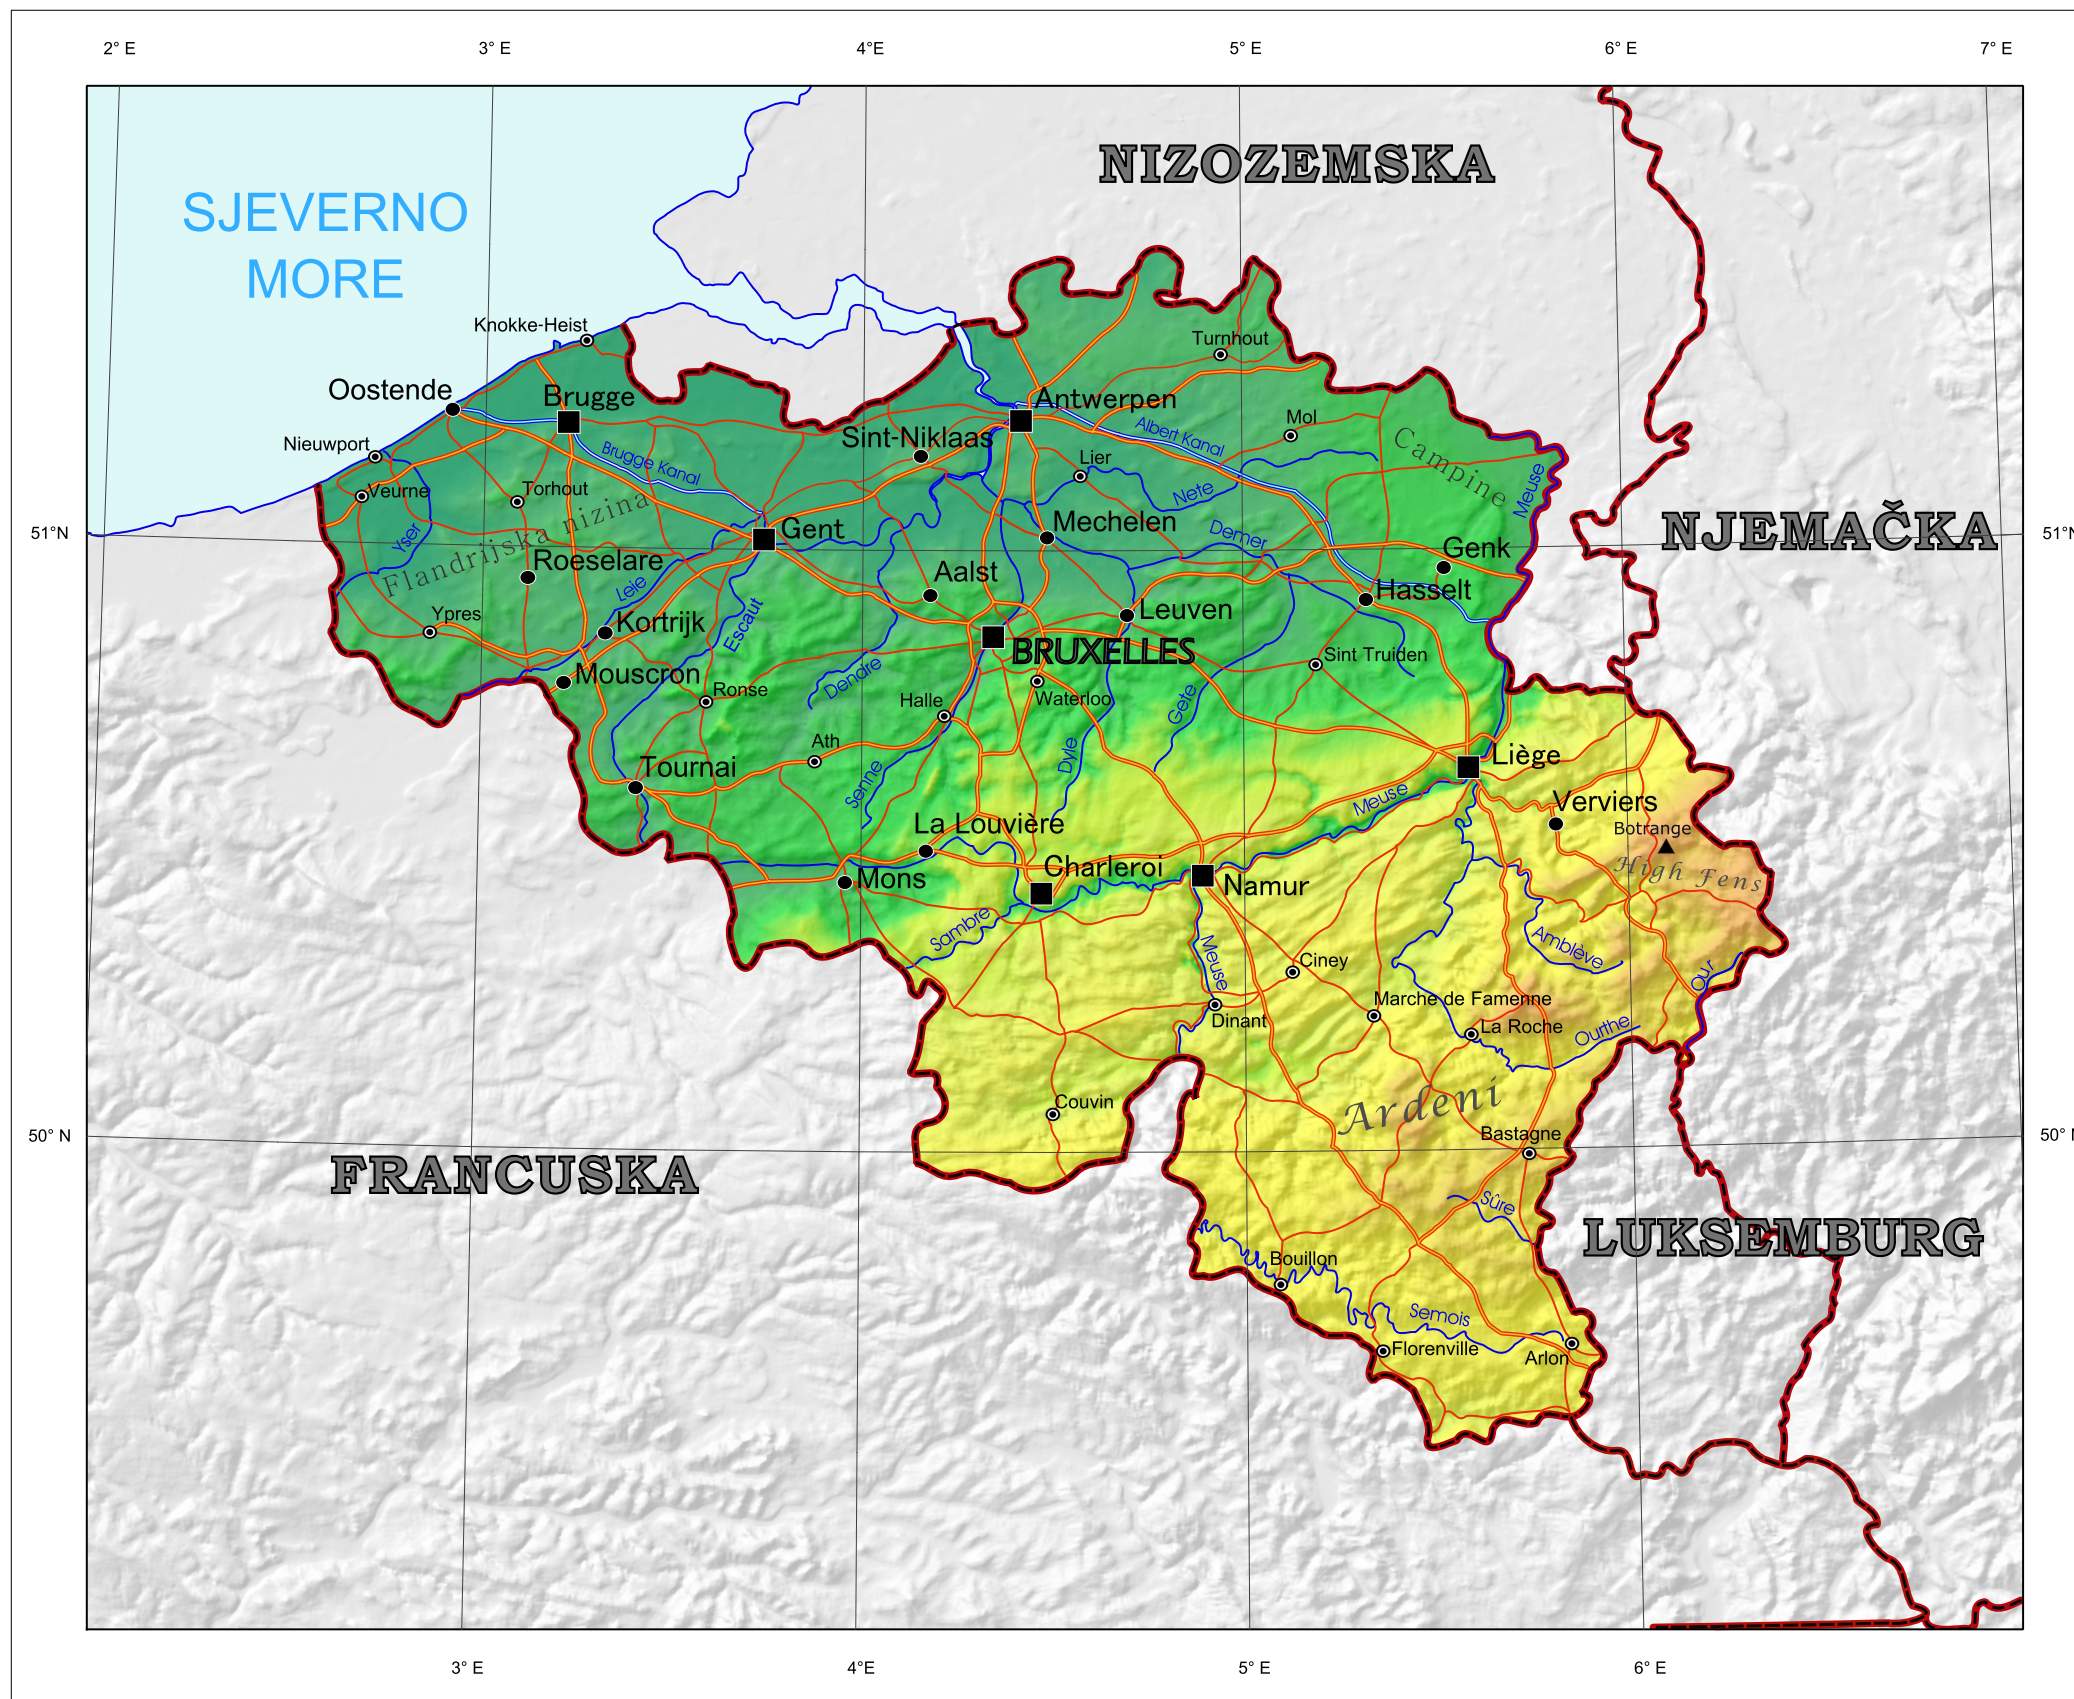 2° E
3° E
4°E
5° E
6° E
7° E
NIZOZEMSKA
SJEVERNO
MORE
Knokke-Heist
Turnhout
Oostende
Brugge
Antwerpen
Mol
Nieuwport
Sint-Niklaas
Albert Kanal
Campine
Brugge Kanal
Lier
Veurne
Torhout
Nete
Meuse
51°N
Yser
Flandrijska nizina
Gent
Mechelen
Demer
NJEMAČKA
51°N
Roeselare
Genk
Leie
Aalst
Hasselt
Ypres
Kortrijk
Escaut
Leuven
BRUXELLES
Sint Truiden
Mouscron
Ronse
Dendre
Halle
Waterloo
Gete
Ath
Dyle
Liège
Tournai
Senne
Meuse
Verviers
La Louvière
Botrange
Charleroi
High Fens
Mons
Namur
Sambre
Meuse
Amblève
Ciney
Our
Marche de Famenne
Dinant
La Roche
Ourthe
Couvin
Ardeni
50° N
Bastagne
50° N
FRANCUSKA
Sûre
LUKSEMBURG
Bouillon
Semois
Florenville
Arlon
3° E
4°E
5° E
6° E